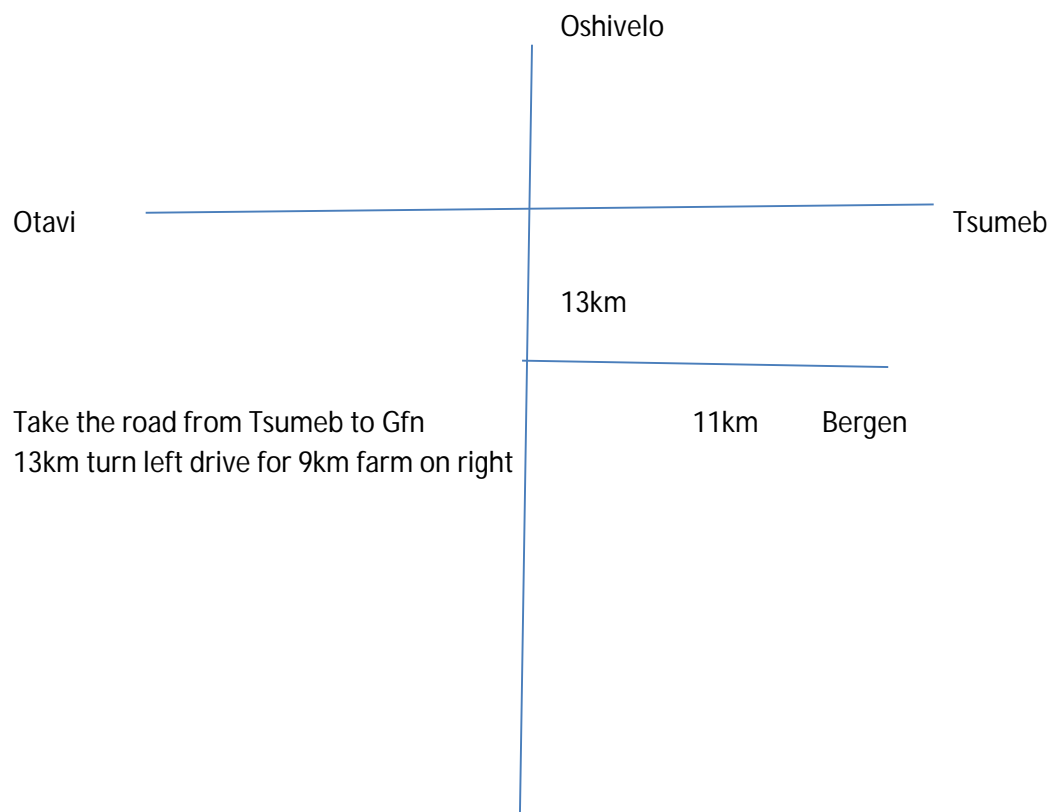 Oshivelo
Otavi
Tsumeb
13km
Take the road from Tsumeb to Gfn
11km
Bergen
13km turn left drive for 9km farm on right